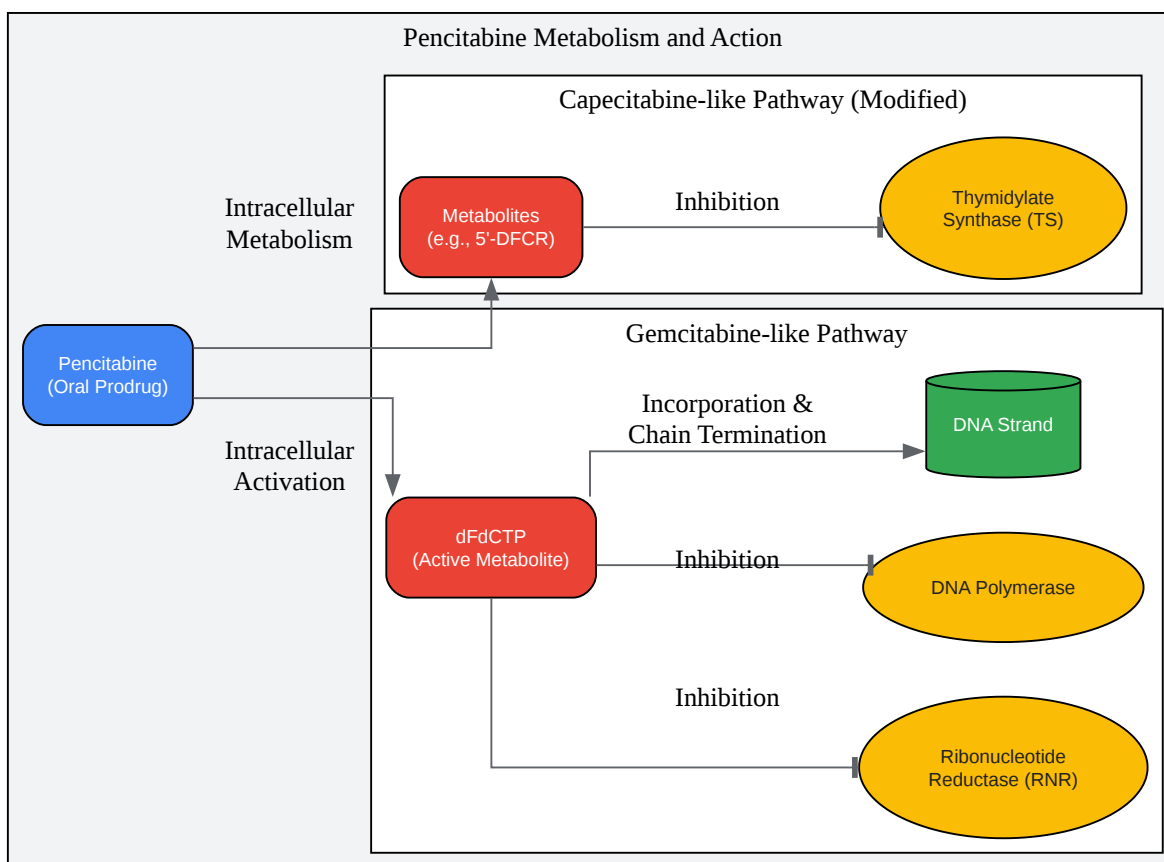 Pencitabine Metabolism and Action
Capecitabine-like Pathway (Modified)
Intracellular
Metabolism
Metabolites
(e.g., 5'-DFCR)
Inhibition
Thymidylate
Synthase (TS)
Pencitabine
(Oral Prodrug)
Gemcitabine-like Pathway
Intracellular
Activation
Incorporation &
Chain Termination
DNA Strand
dFdCTP
(Active Metabolite)
Inhibition
DNA Polymerase
Inhibition
Ribonucleotide
Reductase (RNR)